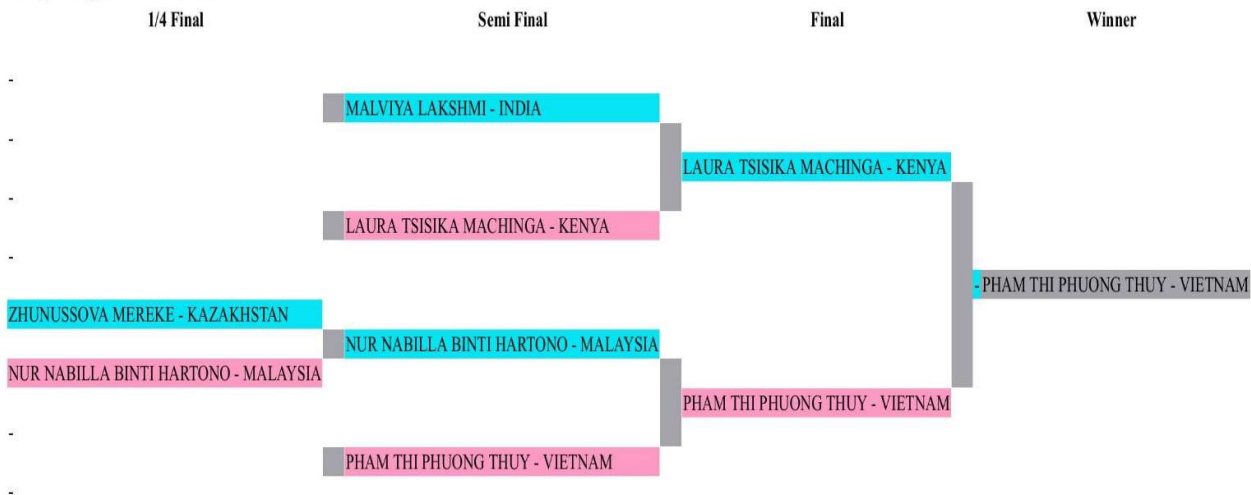 1/4 Final Semi Final Final Winner
-
MALVIYA LAKSHMI - INDIA
-
LAURA TSISIKA MACHINGA - KENYA
-
LAURA TSISIKA MACHINGA - KENYA
-
- PHAM THI PHUONG THUY - VIETNAM
ZHUNUSSOVA MEREKE - KAZAKHSTAN
NUR NABILLA BINTI HARTONO - MALAYSIA
NUR NABILLA BINTI HARTONO - MALAYSIA
PHAM THI PHUONG THUY - VIETNAM
-
PHAM THI PHUONG THUY - VIETNAM
-